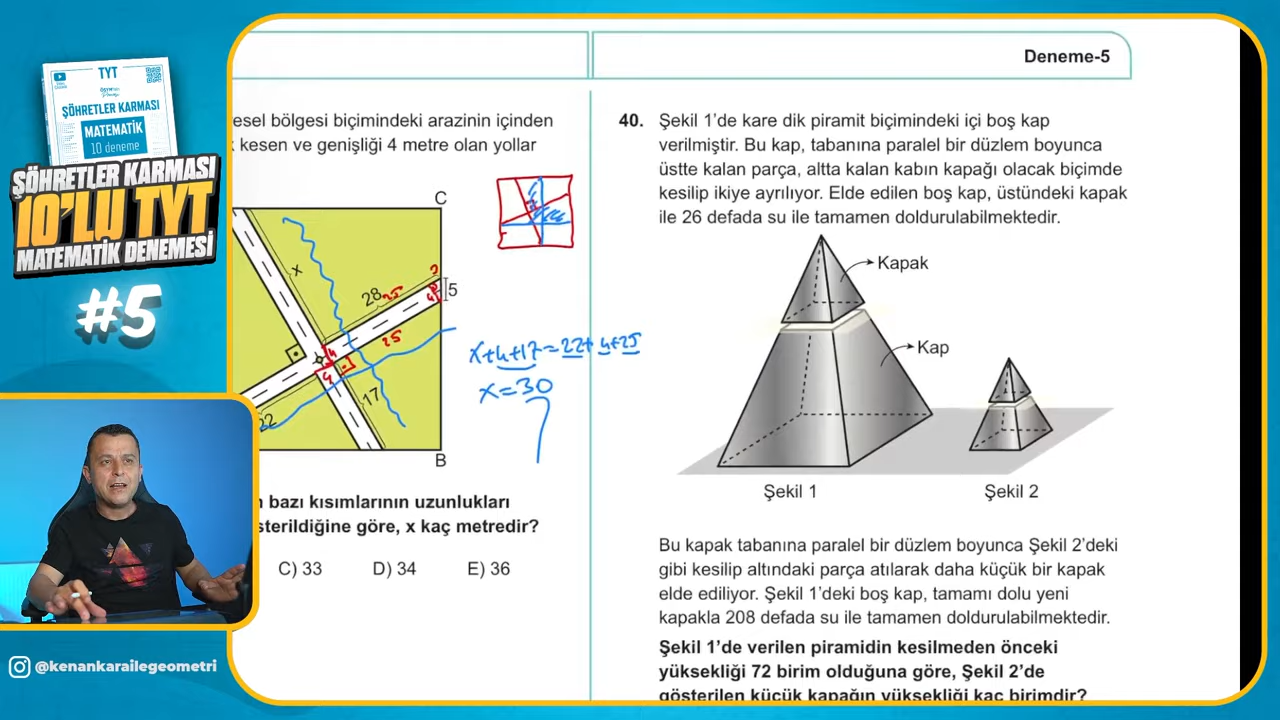 TYT
ÖSYM'nin
ŞÖHRETLER KARMASI
MATEMATİK
10 deneme
ŞÖHRETLER KARMASI
10'LU TYT
MATEMATİK DENEMESİ
#5
@kenankarailegeometri
Deneme-5
esel bölgesi biçimindeki arazinin içinden
kesen ve genişliği 4 metre olan yollar
C
x
28
25
5
4
25
4
4
17
22
B
x+4+17=22+4+25
x=30
n bazı kısımlarının uzunlukları
sterildiğine göre, x kaç metredir?
C) 33 D) 34 E) 36
40. Şekil 1'de kare dik piramit biçimindeki içi boş kap
verilmiştir. Bu kap, tabanına paralel bir düzlem boyunca
üstte kalan parça, altta kalan kabın kapağı olacak biçimde
kesilip ikiye ayrılıyor. Elde edilen boş kap, üstündeki kapak
ile 26 defada su ile tamamen doldurulabilmektedir.
Kapak
Kap
Şekil 1
Şekil 2
Bu kapak tabanına paralel bir düzlem boyunca Şekil 2'deki
gibi kesilip altındaki parça atılarak daha küçük bir kapak
elde ediliyor. Şekil 1'deki boş kap, tamamı dolu yeni
kapakla 208 defada su ile tamamen doldurulabilmektedir.
Şekil 1'de verilen piramidin kesilmeden önceki
yüksekliği 72 birim olduğuna göre, Şekil 2'de
gösterilen küçük kapağın yüksekliği kaç birimdir?